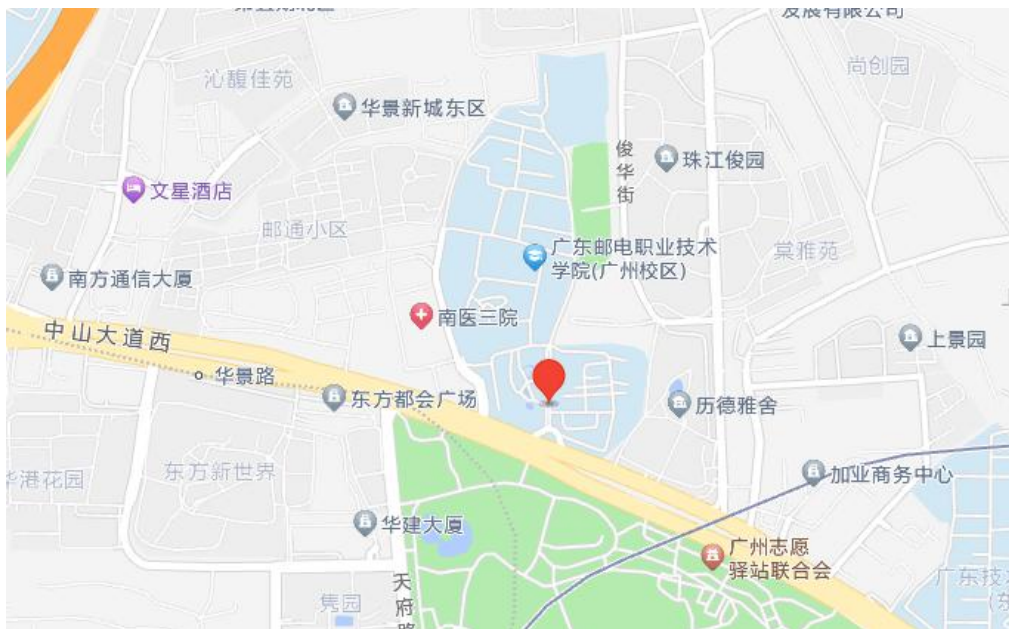 发展有限公司
尚创园
沁馥佳苑
华景新城东区
俊华街
珠江俊园
文星酒店
邮通小区
广东邮电职业技术
学院(广州校区)
棠雅苑
南方通信大厦
南医三院
中山大道西
上景园
华景路
东方都会广场
历德雅舍
东方新世界
华港花园
加业商务中心
华建大厦
广州志愿
驿站联合会
天府路
隽园
广东技